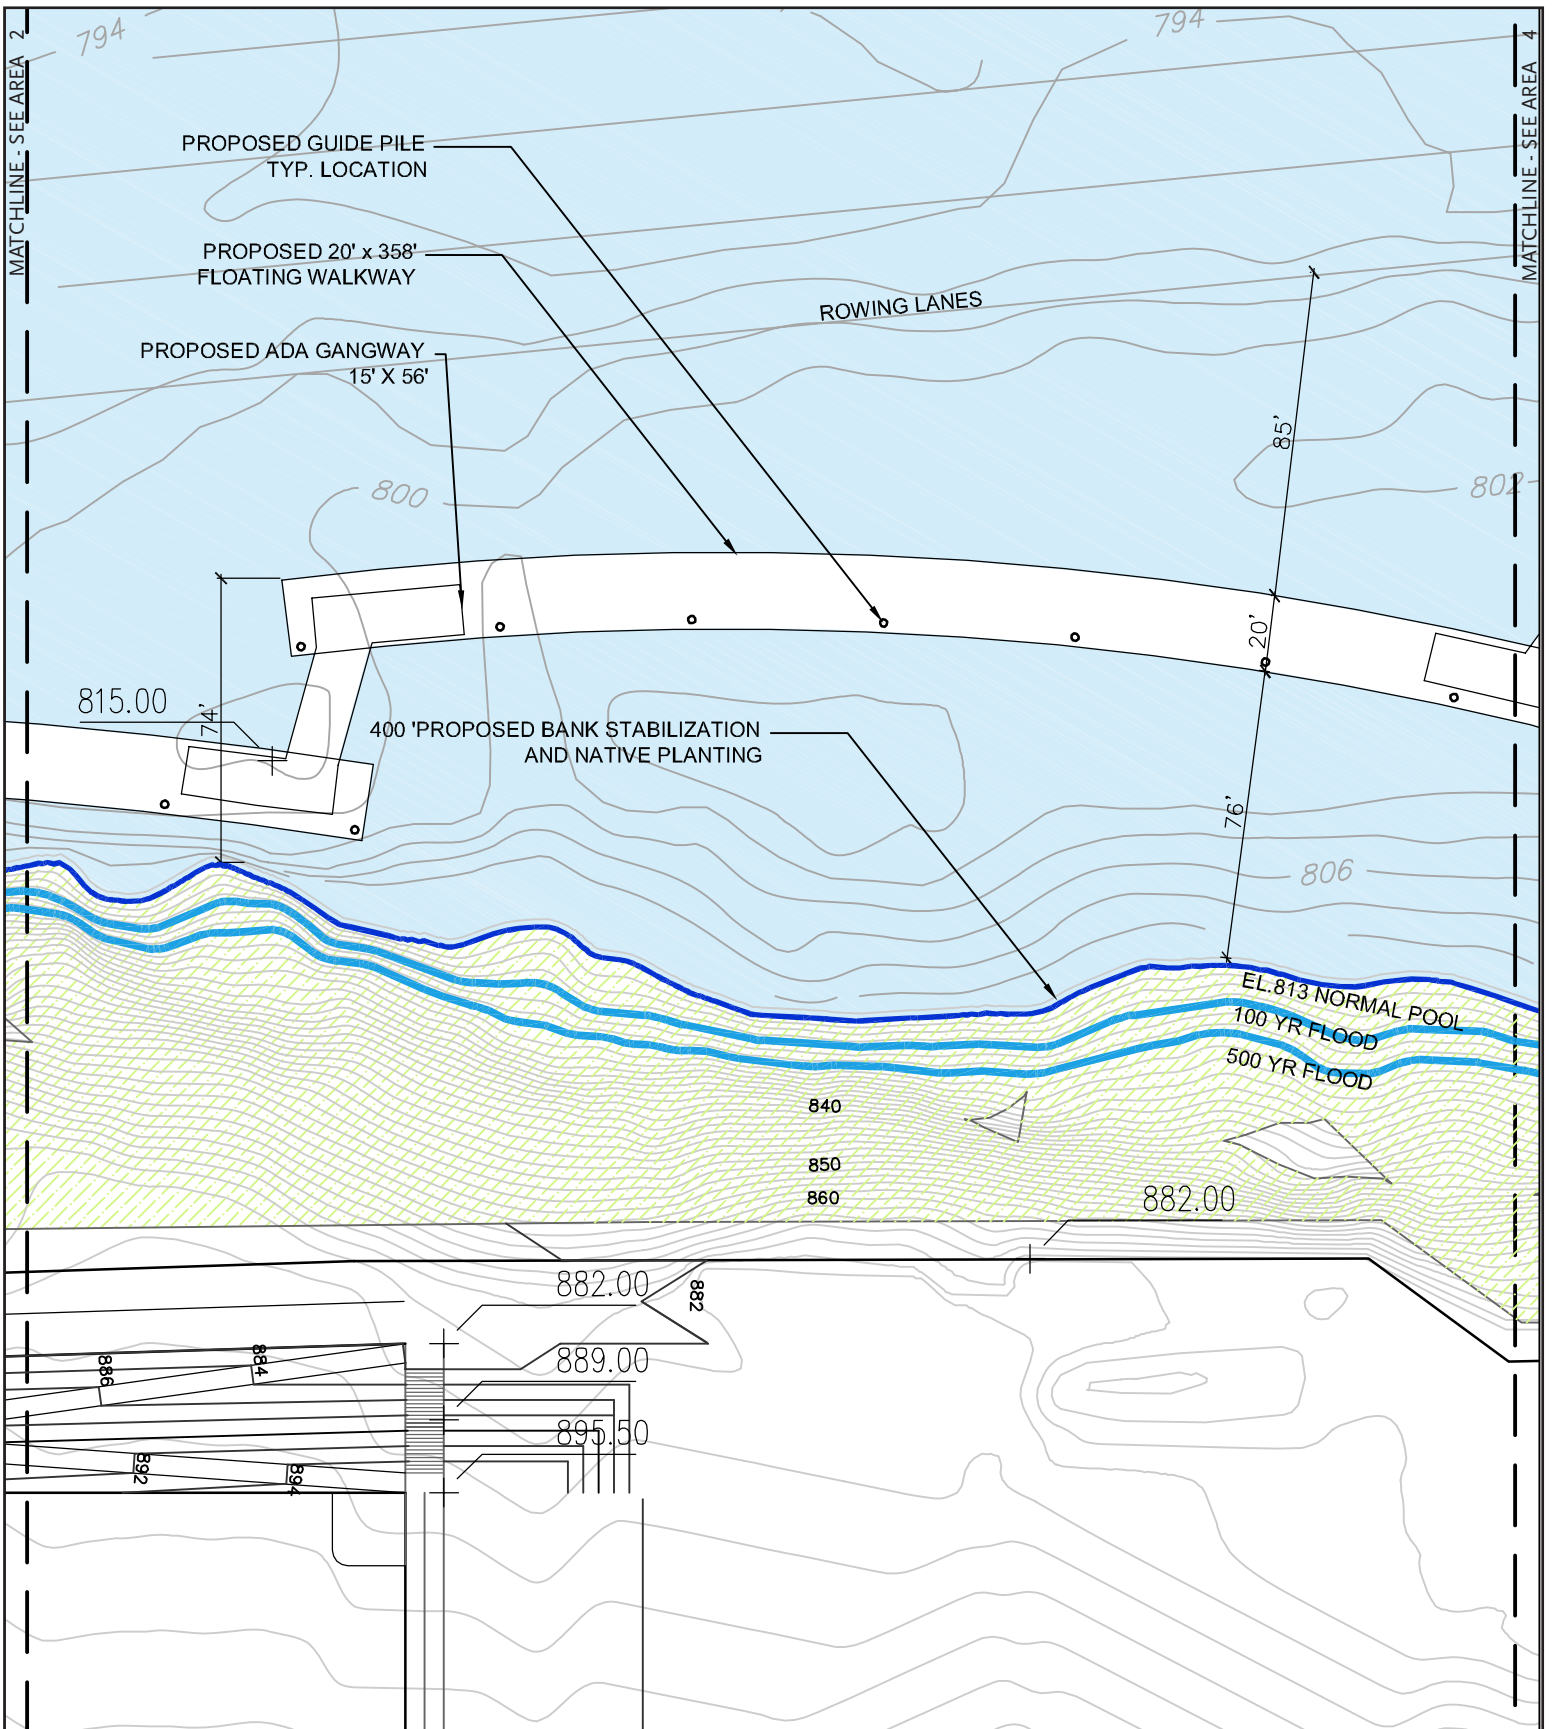 MATCHLINE - SEE AREA 2
794
794
MATCHLINE - SEE AREA 4
PROPOSED GUIDE PILE
TYP. LOCATION
PROPOSED 20' x 358'
FLOATING WALKWAY
ROWING LANES
PROPOSED ADA GANGWAY
15' X 56'
85'
800
802
20'
815.00
74'
400 'PROPOSED BANK STABILIZATION
AND NATIVE PLANTING
76'
806
EL.813 NORMAL POOL
100 YR FLOOD
500 YR FLOOD
840
850
860
882.00
882.00
882
884
886
889.00
895.50
892
894